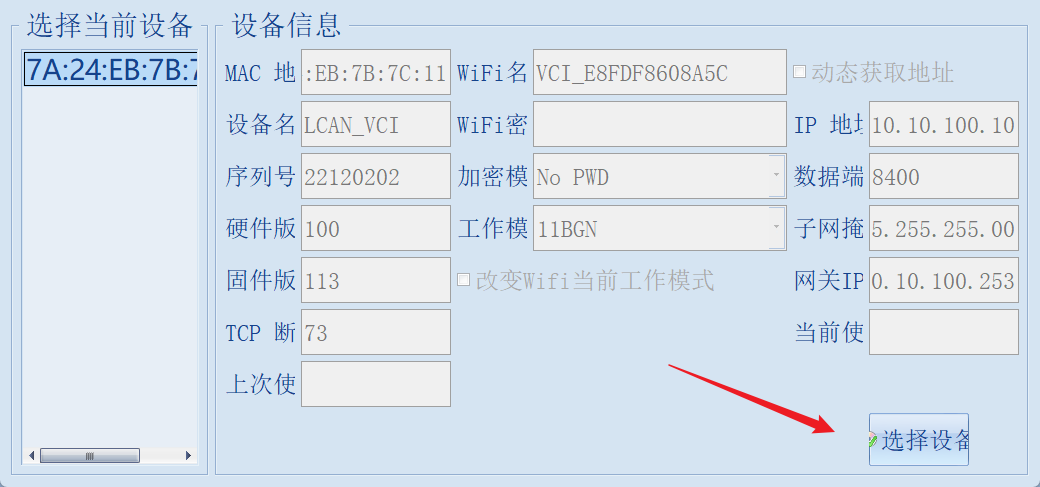 选择当前设备
7A:24:EB:7B:7
设备信息
MAC 地 :EB:7B:7C:11 WiFi名 VCI_E8FDF8608A5C 动态获取地址
设备名 LCAN_VCI WiFi密 IP 地址 10.10.100.10
序列号 22120202 加密模 No PWD 数据端 8400
硬件版 100 工作模 11BGN 子网掩 5.255.255.00
固件版 113 改变Wifi当前工作模式 网关IP 0.10.100.253
TCP 断 73 当前使
上次使
选择设备